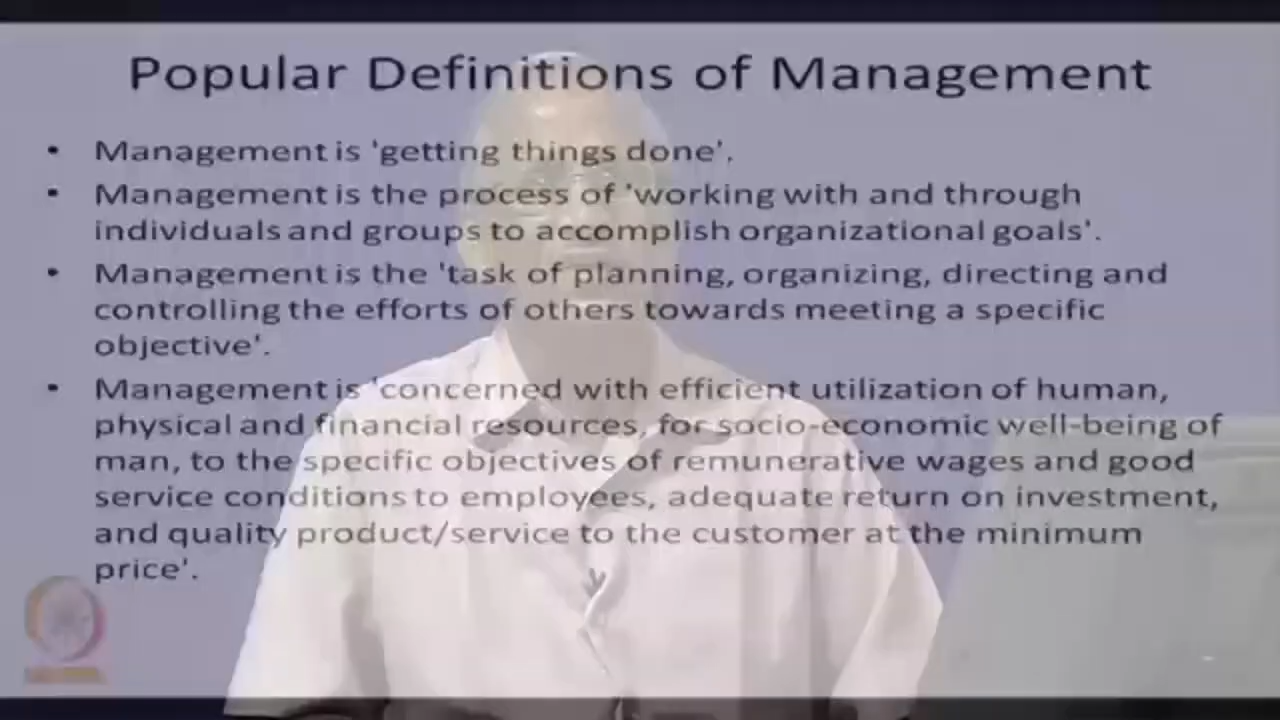 Popular Definitions of Management
• Management is 'getting things done'.
• Management is the process of 'working with and through
individuals and groups to accomplish organizational goals'.
• Management is the 'task of planning, organizing, directing and
controlling the efforts of others towards meeting a specific
objective'.
• Management is 'concerned with efficient utilization of human,
physical and financial resources, for socio-economic well-being of
man, to the specific objectives of remunerative wages and good
service conditions to employees, adequate return on investment,
and quality product/service to the customer at the minimum
price'.